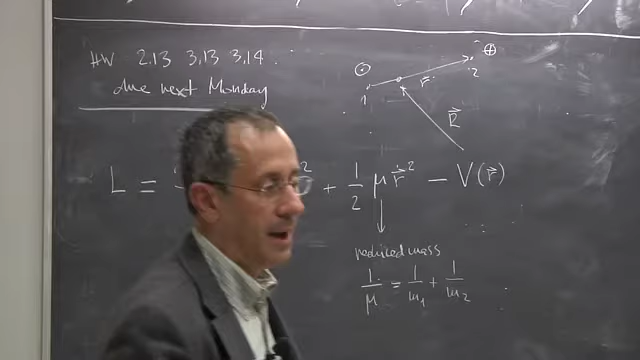 HW 2.13 3.13 3.14
due next Monday
1 r 2
R⃗
L = 2 + 1/2 μ ṙ⃗ ² − V(r⃗)
reduced mass
1/μ = 1/m₁ + 1/m₂